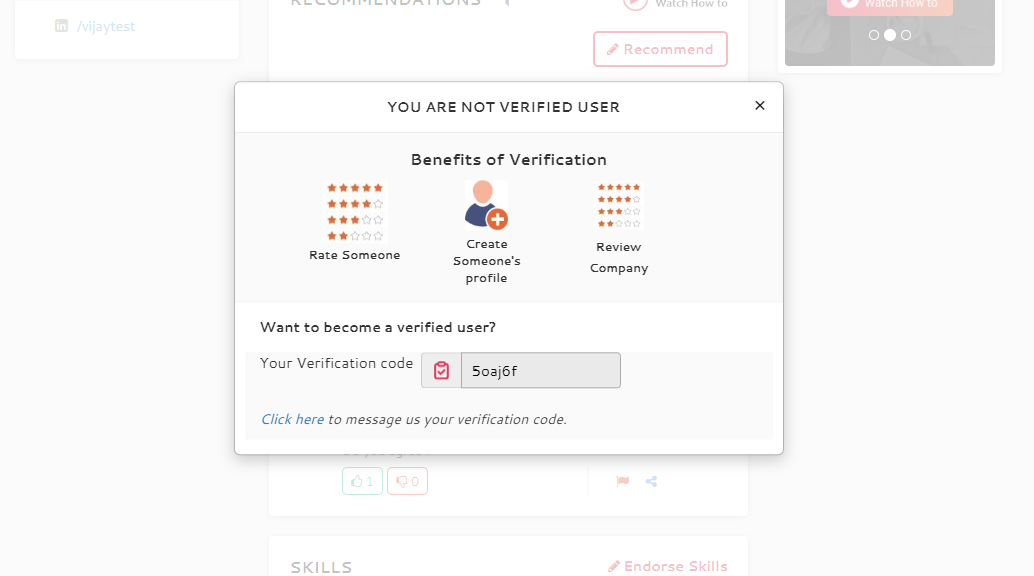 /vijaytest
RECOMMENDATIONS
Watch How to
Watch How to
Recommend
YOU ARE NOT VERIFIED USER
×
Benefits of Verification
Rate Someone
Create
Someone's
profile
Review
Company
Want to become a verified user?
Your Verification code
5oaj6f
Click here to message us your verification code.
1
0
SKILLS
Endorse Skills